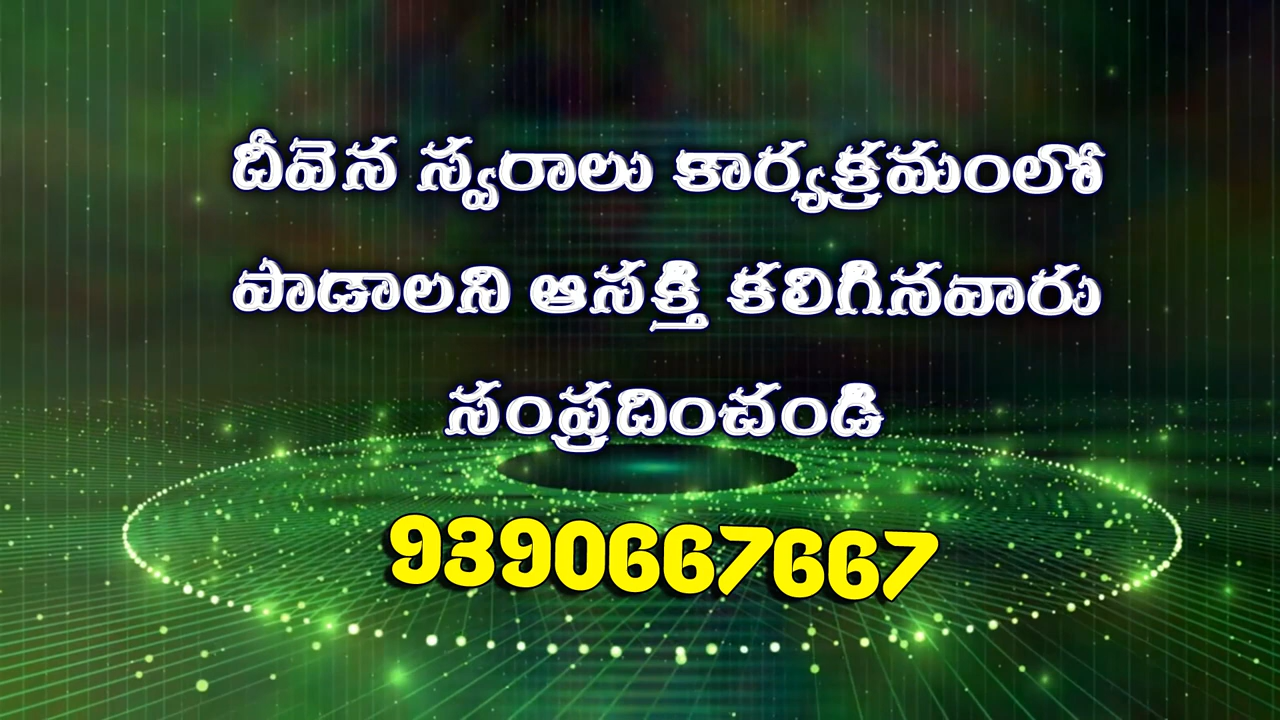 దీవెన స్వరాలు కార్యక్రమంలో
పాడాలని ఆసక్తి కలిగినవారు
సంప్రదించండి
9390667667